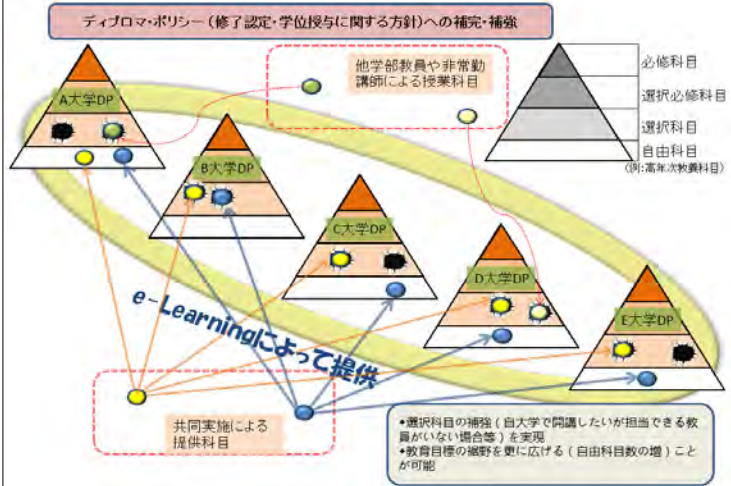 ディプロマ・ポリシー（修了認定・学位授与に関する方針）への補完・補強
他学部教員や非常勤
講師による授業科目
必修科目
選択必修科目
選択科目
自由科目
(例:高年次教養科目)
A大学DP
B大学DP
C大学DP
D大学DP
E大学DP
e-Learningによって提供
共同実施による
提供科目
•選択科目の補強（自大学で開講したいが担当できる教
員がいない場合等）を実現
•教育目標の裾野を更に広げる（自由科目数の増）こと
が可能